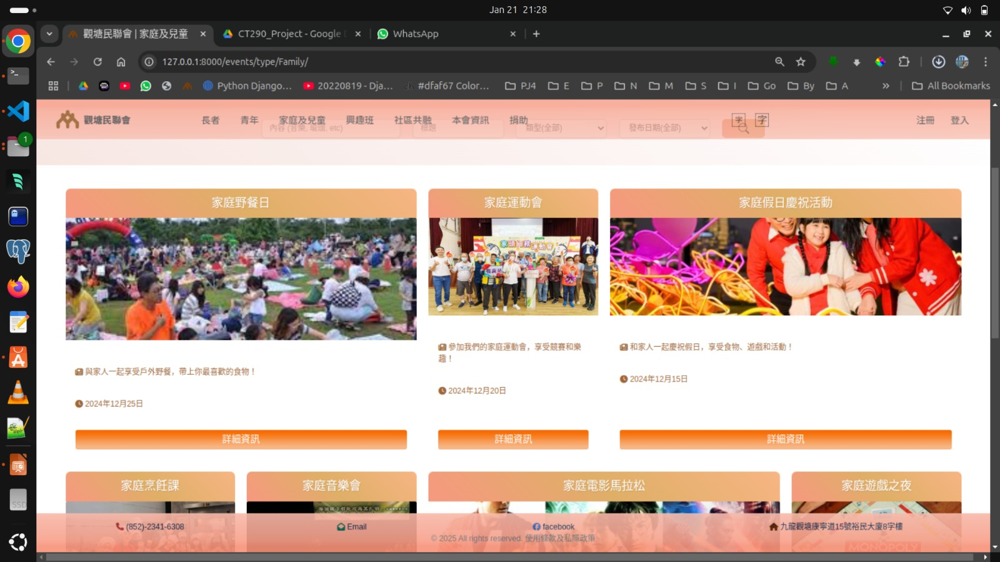 Jan 21 21:28
觀塘民聯會 | 家庭及兒童
CT290_Project - Google
WhatsApp
127.0.0.1:8000/events/type/Family/
Python Django...
20220819 - Dja...
#dfaf67 Color...
PJ4
E
P
N
M
S
I
Go
By
A
All Bookmarks
觀塘民聯會
長者
青年
家庭及兒童
興趣班
社區共融
本會資訊
捐助
字
字
注冊
登入
內容 (音樂, 瑜珈, etc)
標題
類型(全部)
發布日期(全部)
家庭野餐日
家庭運動會
家庭假日慶祝活動
與家人一起享受戶外野餐，帶上你最喜歡的食物！
2024年12月25日
詳細資訊
參加我們的家庭運動會，享受競賽和樂
趣！
2024年12月20日
詳細資訊
和家人一起慶祝假日，享受食物、遊戲和活動！
2024年12月15日
詳細資訊
家庭烹飪課
家庭音樂會
家庭電影馬拉松
家庭遊戲之夜
MONOPOLY
(852)-2341-6308
Email
facebook
九龍觀塘康寧道15號裕民大廈8字樓
© 2025 All rights reserved. 使用條款及私隱政策
1
SSD